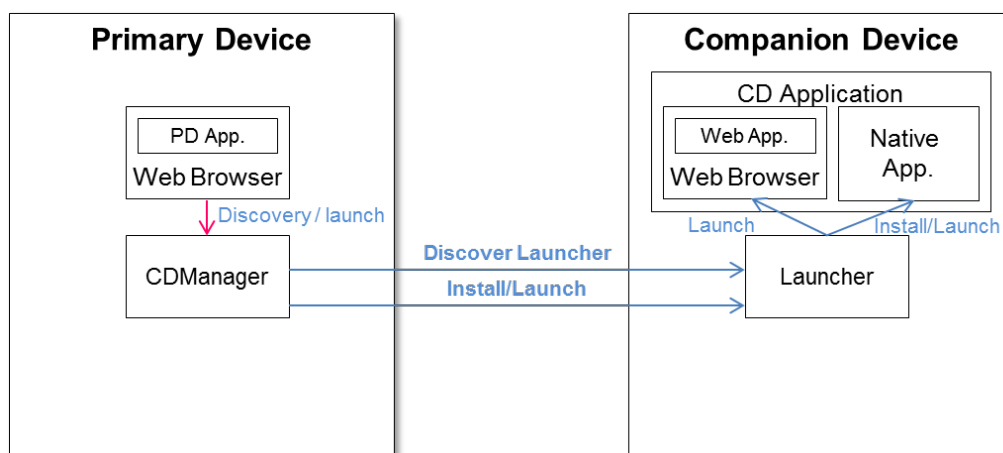 Primary Device
PD App.
Web Browser
Discovery / launch
CDManager
Discover Launcher
Install/Launch
Companion Device
CD Application
Web App.
Web Browser
Native
App.
Launch
Install/Launch
Launcher